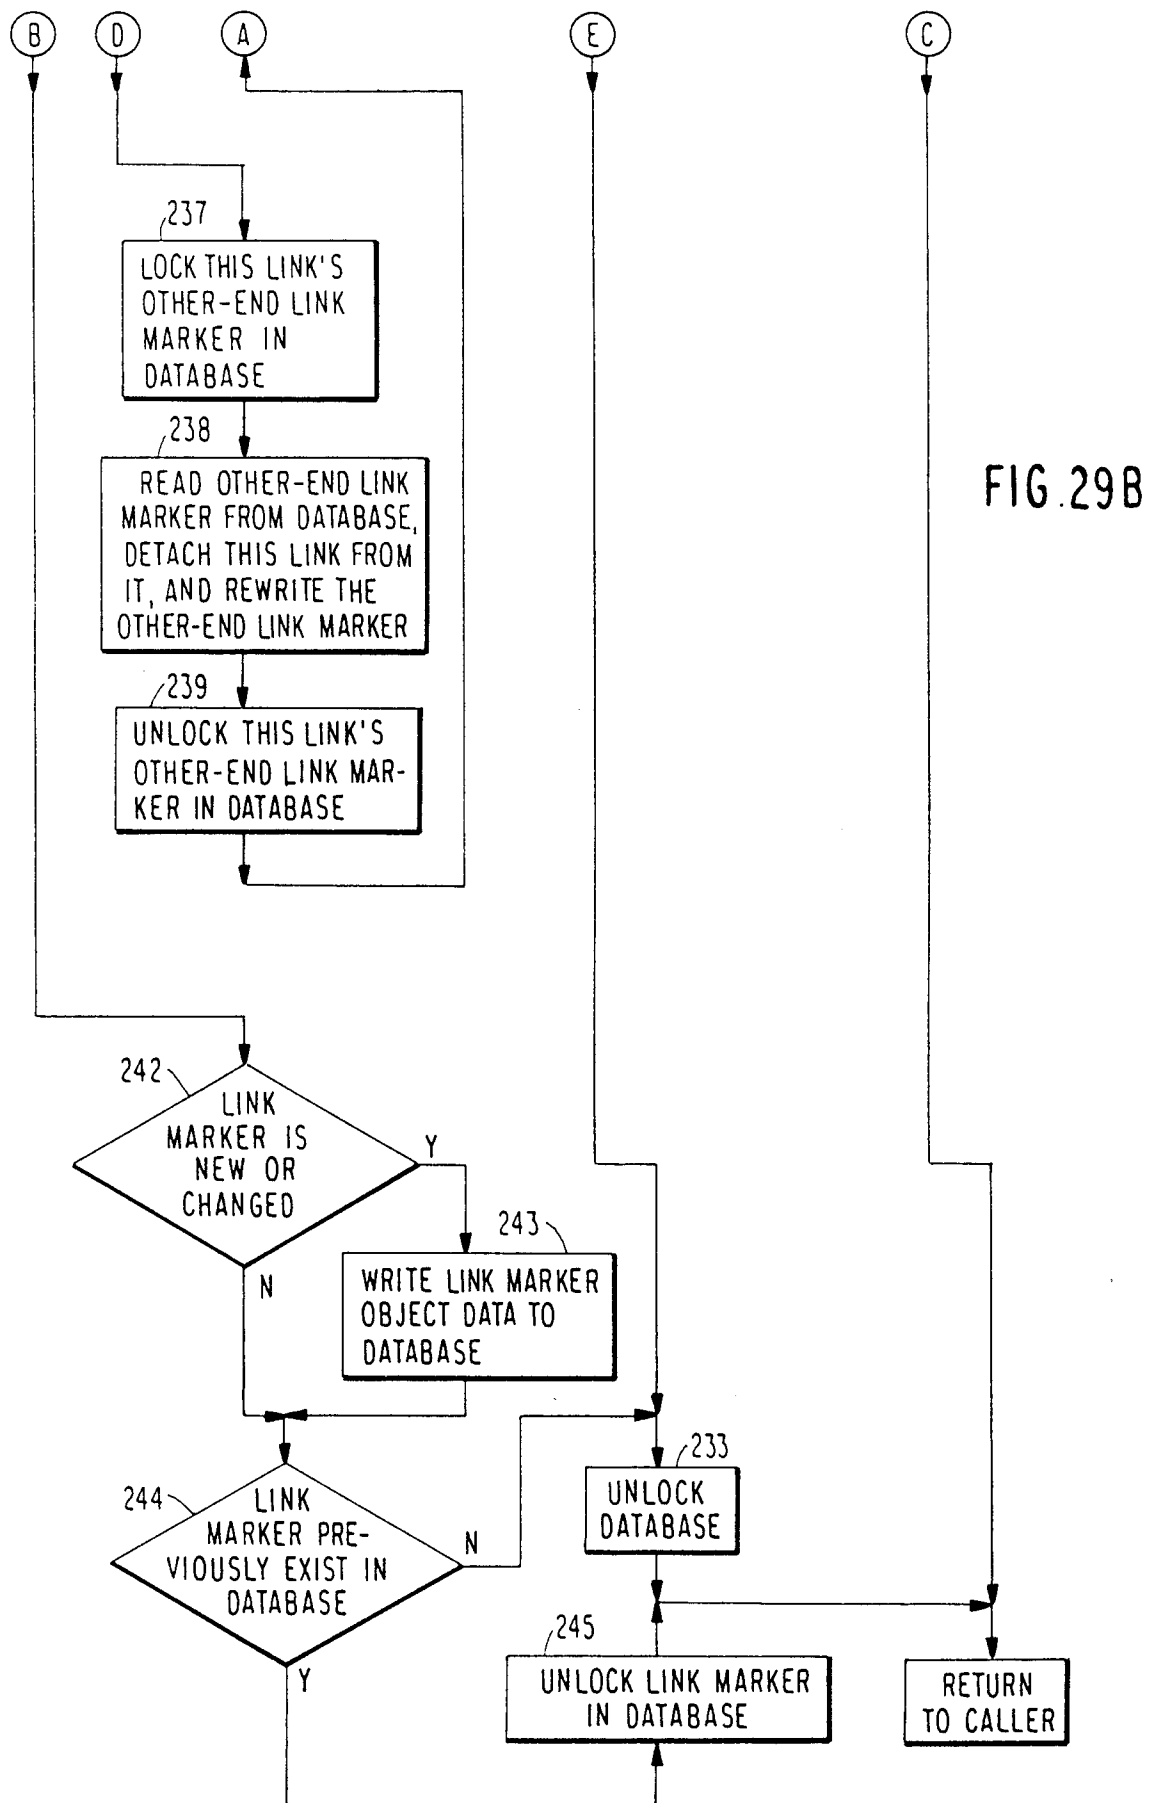 B D A E C
237
LOCK THIS LINK'S
OTHER-END LINK
MARKER IN
DATABASE
238
READ OTHER-END LINK
MARKER FROM DATABASE,
DETACH THIS LINK FROM
IT, AND REWRITE THE
OTHER-END LINK MARKER
FIG.29B
239
UNLOCK THIS LINK'S
OTHER-END LINK MAR-
KER IN DATABASE
242
LINK
MARKER IS
NEW OR
CHANGED
Y
N
243
WRITE LINK MARKER
OBJECT DATA TO
DATABASE
244
LINK
MARKER PRE-
VIOUSLY EXIST IN
DATABASE
N
Y
233
UNLOCK
DATABASE
245
UNLOCK LINK MARKER
IN DATABASE
RETURN
TO CALLER